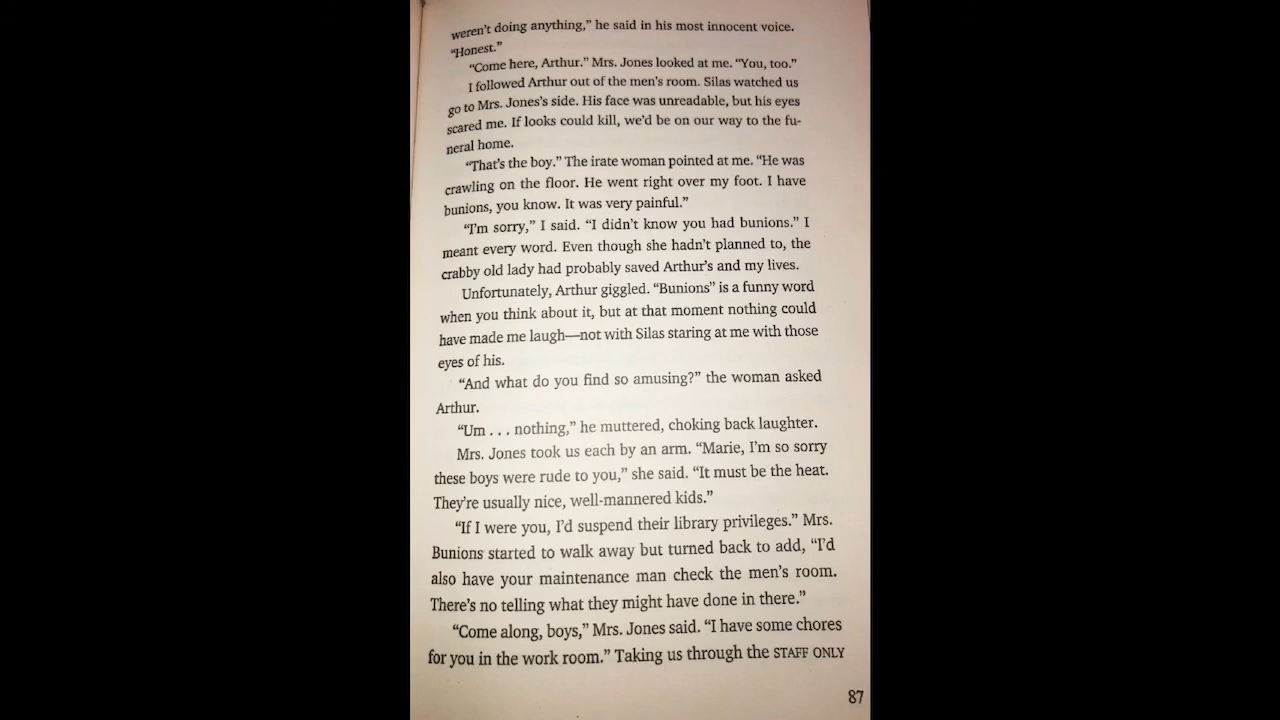 weren't doing anything,” he said in his most innocent voice.
“Honest.”
“Come here, Arthur.” Mrs. Jones looked at me. “You, too.”
I followed Arthur out of the men's room. Silas watched us
go to Mrs. Jones's side. His face was unreadable, but his eyes
scared me. If looks could kill, we'd be on our way to the fu-
neral home.
“That's the boy.” The irate woman pointed at me. “He was
crawling on the floor. He went right over my foot. I have
bunions, you know. It was very painful.”
“I'm sorry,” I said. “I didn't know you had bunions.” I
meant every word. Even though she hadn't planned to, the
crabby old lady had probably saved Arthur's and my lives.
Unfortunately, Arthur giggled. “Bunions” is a funny word
when you think about it, but at that moment nothing could
have made me laugh—not with Silas staring at me with those
eyes of his.
“And what do you find so amusing?” the woman asked
Arthur.
“Um . . . nothing,” he muttered, choking back laughter.
Mrs. Jones took us each by an arm. “Marie, I'm so sorry
these boys were rude to you,” she said. “It must be the heat.
They're usually nice, well-mannered kids.”
“If I were you, I'd suspend their library privileges.” Mrs.
Bunions started to walk away but turned back to add, “I'd
also have your maintenance man check the men's room.
There's no telling what they might have done in there.”
“Come along, boys,” Mrs. Jones said. “I have some chores
for you in the work room.” Taking us through the STAFF ONLY
87